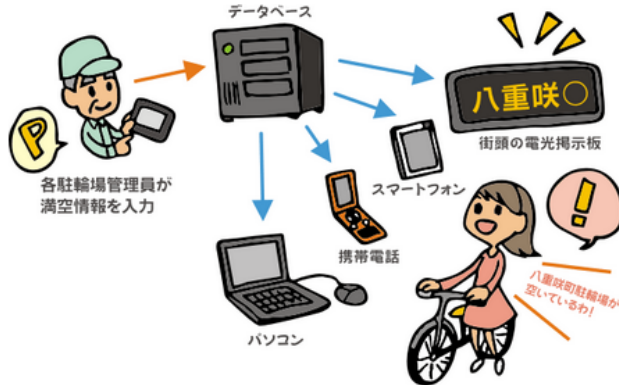 データベース
P
各駐輪場管理員が
満空情報を入力
八重咲○
街頭の電光掲示板
スマートフォン
携帯電話
パソコン
!
八重咲町駐輪場が
空いているわ!